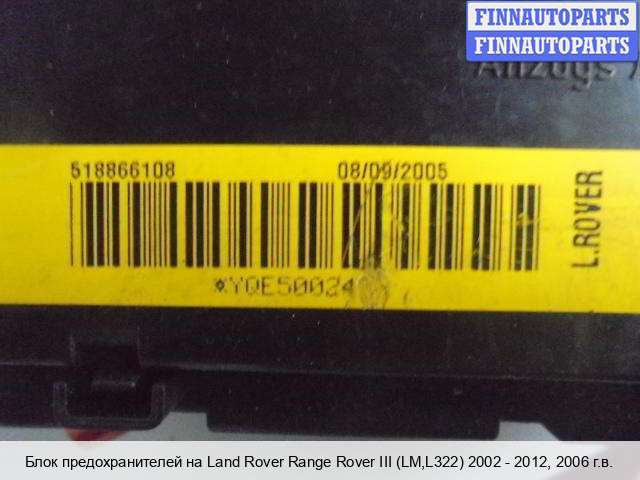 FINNAUTOPARTS
FINNAUTOPARTS
Anzugs
518866108 08/09/2005
L.ROVER
Блок предохранителей на Land Rover Range Rover III (LM,L322) 2002 - 2012, 2006 г.в.